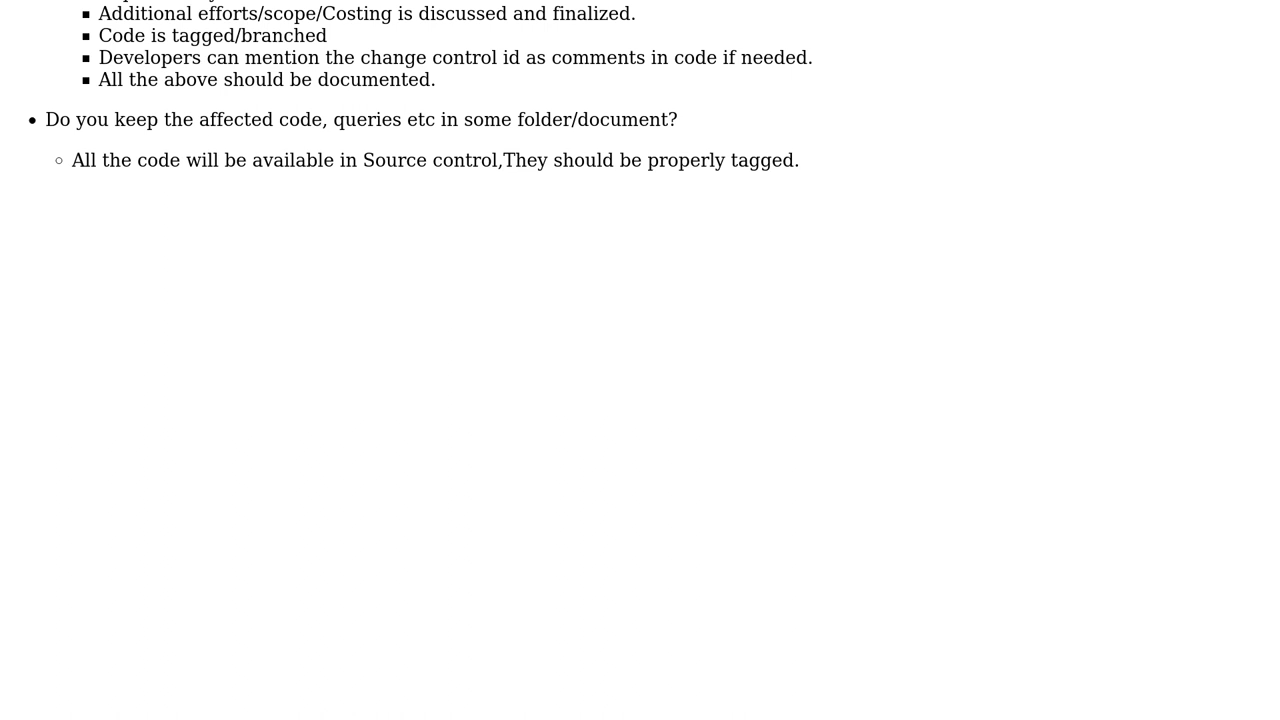 Additional efforts/scope/Costing is discussed and finalized.
Code is tagged/branched
Developers can mention the change control id as comments in code if needed.
All the above should be documented.
Do you keep the affected code, queries etc in some folder/document?
All the code will be available in Source control,They should be properly tagged.